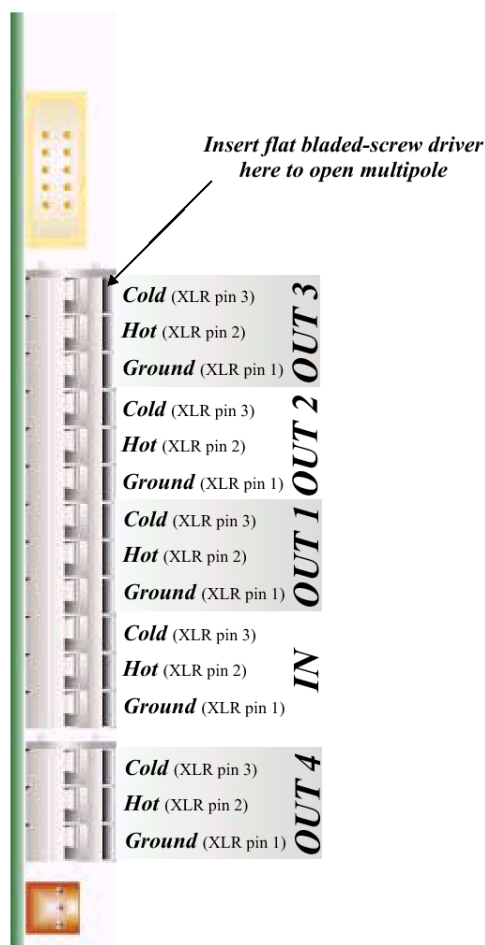 Insert flat bladed-screw driver
here to open multipole
Cold (XLR pin 3)
Hot (XLR pin 2)
Ground (XLR pin 1)
OUT 3
Cold (XLR pin 3)
Hot (XLR pin 2)
Ground (XLR pin 1)
OUT 2
Cold (XLR pin 3)
Hot (XLR pin 2)
Ground (XLR pin 1)
OUT 1
Cold (XLR pin 3)
Hot (XLR pin 2)
Ground (XLR pin 1)
IN
Cold (XLR pin 3)
Hot (XLR pin 2)
Ground (XLR pin 1)
OUT 4